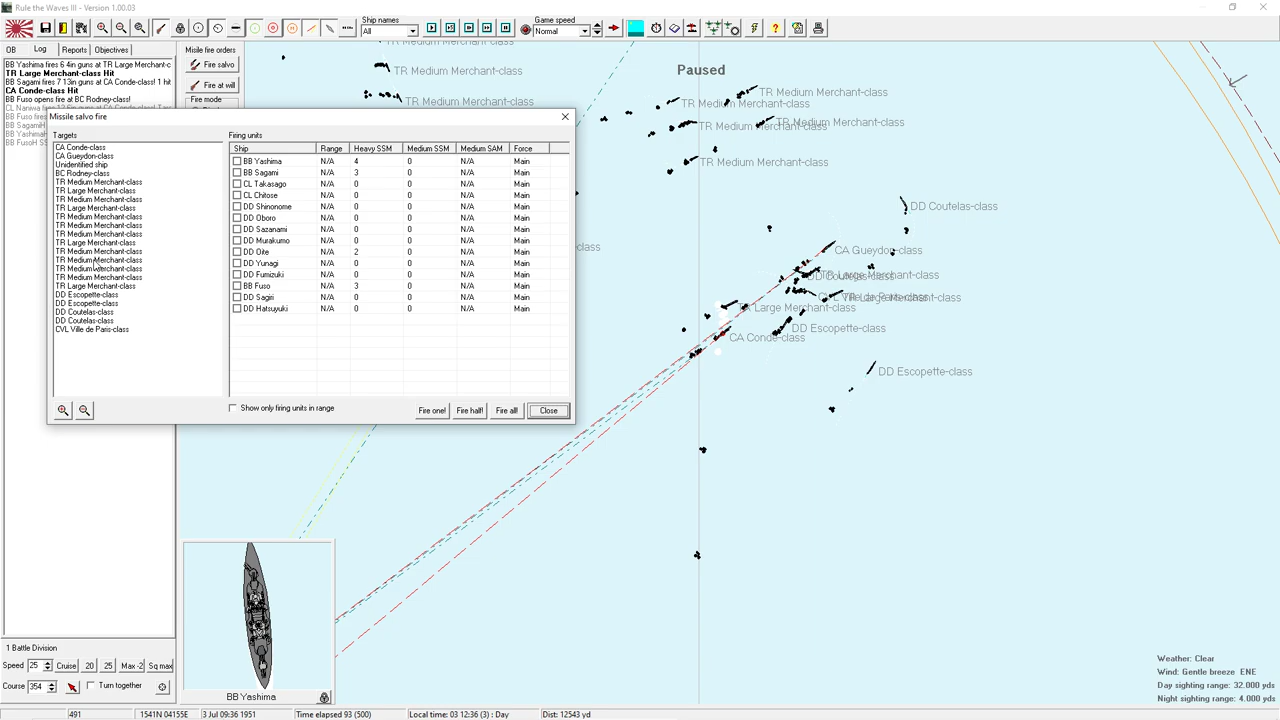 Rule the Waves III - Version 1.00.03
Ship names
All
Game speed
Normal
OB Log Reports Objectives
Missile fire orders
BB Yashima fires 6 4in guns at TR Large Merchant-c
TR Large Merchant-class Hit
BB Sagami fires 7 13in guns at CA Conde-class! 1 hit
CA Conde-class Hit
BB Fuso opens fire at BC Rodney-class!
Fire salvo
Fire at will
Fire mode
Paused
TR Medium Merchant-class
TR Medium Merchant-class
TR Medium Merchant-class
TR Medium Merchant-class
TR Medium Merchant-class
TR Medium Merchant-class
TR Medium Merchant-class
DD Coutelas-class
CA Gueydon-class
TR Large Merchant-class
TR Large Merchant-class
DD Escopette-class
CA Conde-class
DD Escopette-class
Missile salvo fire
Targets
CA Conde-class
CA Gueydon-class
Unidentified ship
BC Rodney-class
TR Medium Merchant-class
TR Large Merchant-class
TR Medium Merchant-class
TR Large Merchant-class
TR Medium Merchant-class
TR Medium Merchant-class
TR Medium Merchant-class
TR Large Merchant-class
TR Medium Merchant-class
TR Medium Merchant-class
TR Medium Merchant-class
TR Medium Merchant-class
TR Large Merchant-class
DD Escopette-class
DD Escopette-class
DD Coutelas-class
DD Coutelas-class
CVL Ville de Paris-class
Firing units
Ship Range Heavy SSM Medium SSM Medium SAM Force
BB Yashima N/A 4 0 N/A Main
BB Sagami N/A 3 0 N/A Main
CL Takasago N/A 0 0 N/A Main
CL Chitose N/A 0 0 N/A Main
DD Shinonome N/A 0 0 N/A Main
DD Oboro N/A 0 0 N/A Main
DD Sazanami N/A 0 0 N/A Main
DD Murakumo N/A 0 0 N/A Main
DD Oite N/A 2 0 N/A Main
DD Yunagi N/A 0 0 N/A Main
DD Fumizuki N/A 0 0 N/A Main
BB Fuso N/A 3 0 N/A Main
DD Sagiri N/A 0 0 N/A Main
DD Hatsuyuki N/A 0 0 N/A Main
Show only firing units in range
Fire one! Fire half! Fire all! Close
BB Yashima
1 Battle Division
Speed 25 Cruise 20 25 Max -2 Sq max
Course 354 Turn together
Weather: Clear
Wind: Gentle breeze ENE
Day sighting range: 32.000 yds
Night sighting range: 4.000 yds
491 1541N 04155E 3 Jul 09:36 1951 Time elapsed 93 (500) Local time: 03 12:36 (3) : Day Dist: 12543 yd